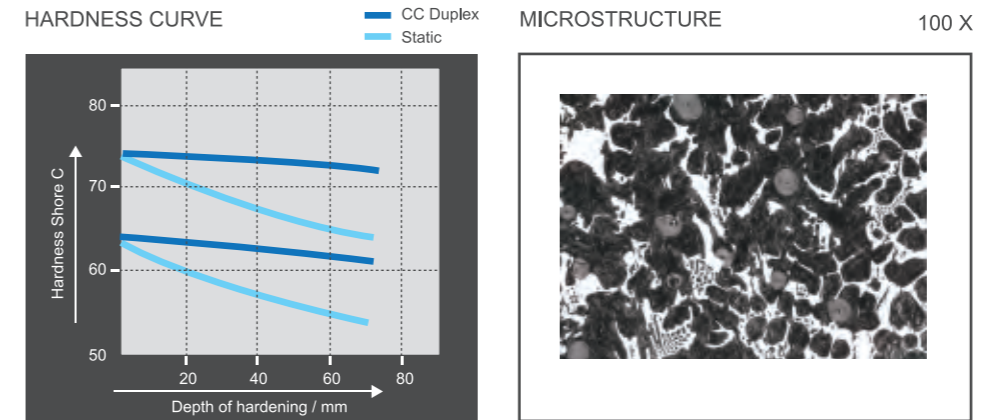 HARDNESS CURVE
CC Duplex
Static
MICROSTRUCTURE
100 X
80
70
60
50
Hardness Shore C
20 40 60 80
Depth of hardening / mm